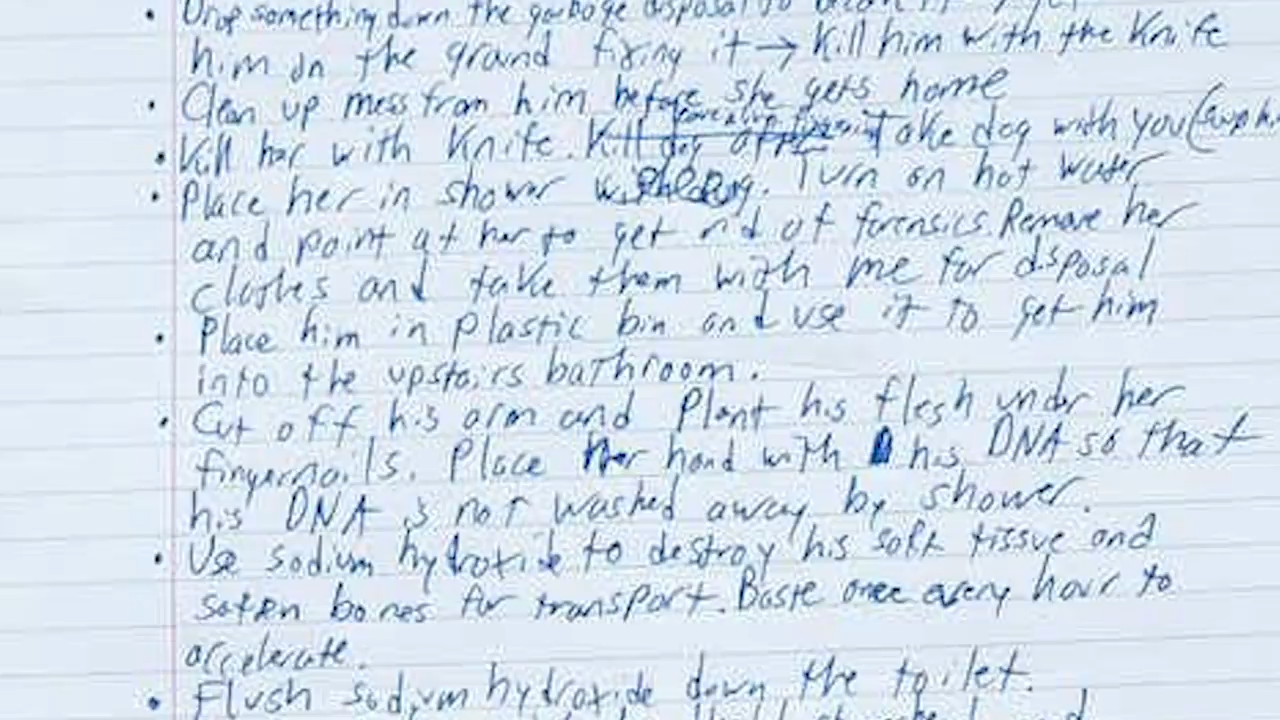 • Drop something down the garbage disposal to
him on the ground fixing it → Kill him with the Knife
• Clean up mess from him before she gets home
• Kill her with Knife. Kill dog after Take dog with you
• Place her in shower. Turn on hot water
and point at her to get rid of forensics. Remove her
clothes and take them with me for disposal
• Place him in plastic bin and use it to get him
into the upstairs bathroom.
• Cut off his arm and Plant his flesh under her
fingernails. Place her hand with his DNA so that
his DNA is not washed away by shower.
• Use sodium hydroxide to destroy his soft tissue and
soften bones for transport. Baste once every hour to
accelerate.
• Flush sodium hydroxide down the toilet.